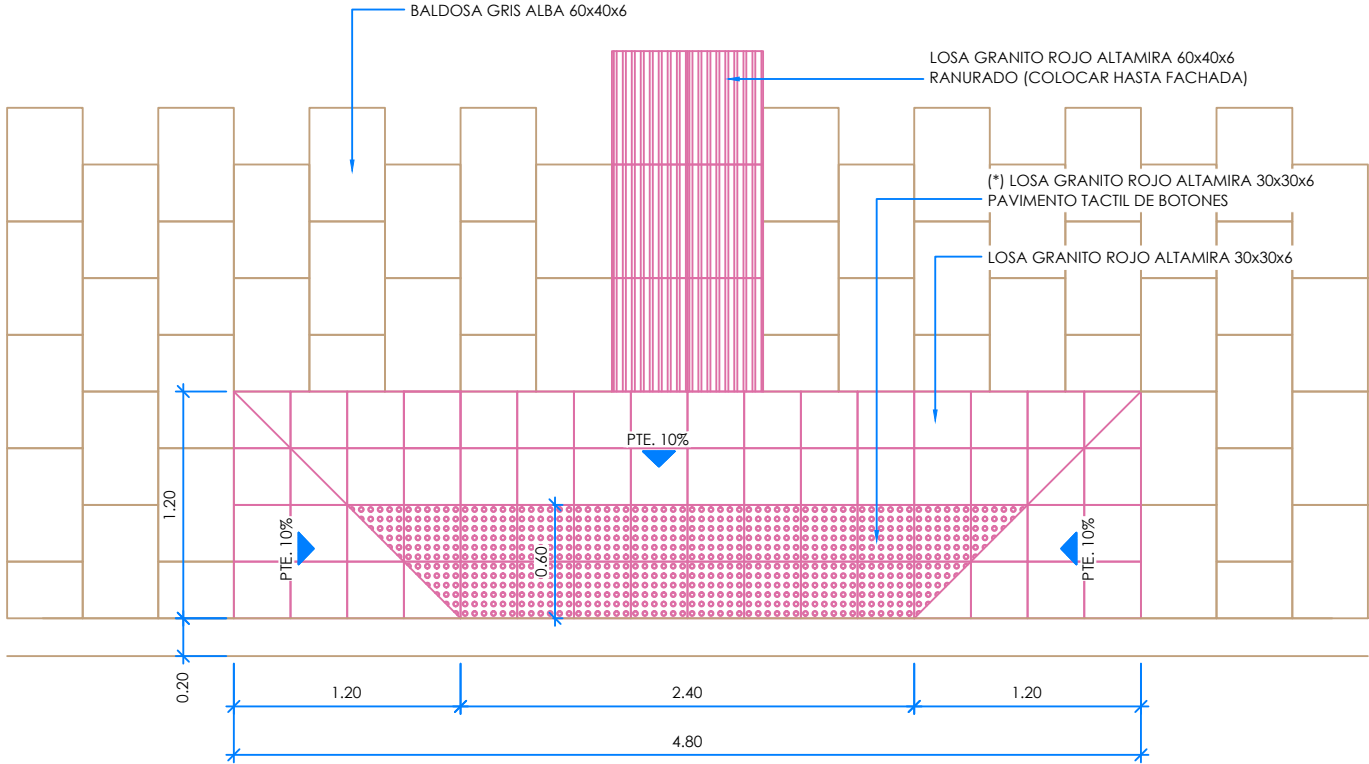 BALDOSA GRIS ALBA 60x40x6
LOSA GRANITO ROJO ALTAMIRA 60x40x6
RANURADO (COLOCAR HASTA FACHADA)
(*) LOSA GRANITO ROJO ALTAMIRA 30x30x6
PAVIMENTO TACTIL DE BOTONES
LOSA GRANITO ROJO ALTAMIRA 30x30x6
PTE. 10%
1.20
PTE. 10%
0.60
PTE. 10%
0.20
1.20
2.40
1.20
4.80